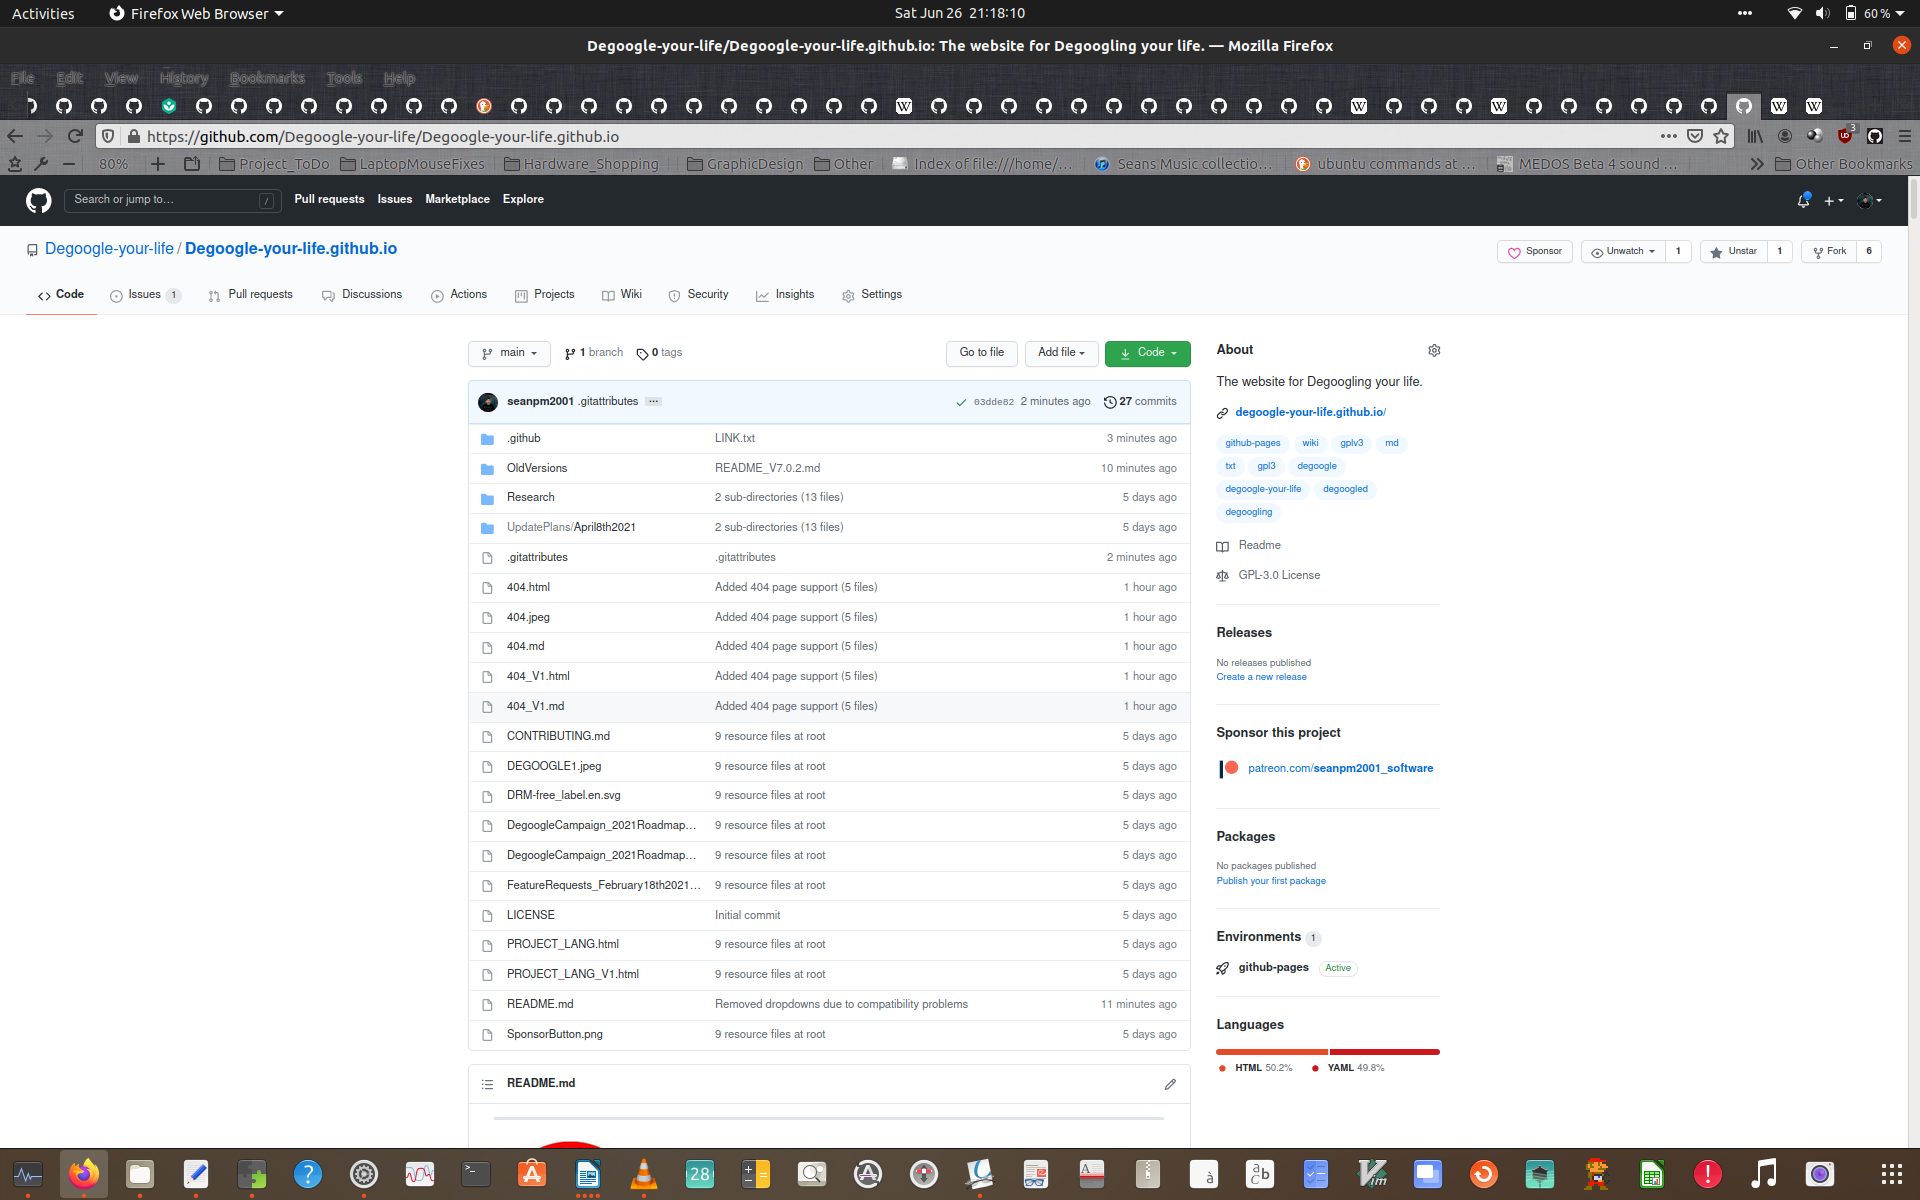 Activities Firefox Web Browser Sat Jun 26 21:18:10 60 %
Degoogle-your-life/Degoogle-your-life.github.io: The website for Degoogling your life. — Mozilla Firefox
File Edit View History Bookmarks Tools Help
https://github.com/Degoogle-your-life/Degoogle-your-life.github.io 3
80% Project_ToDo LaptopMouseFixes Hardware_Shopping GraphicDesign Other Index of file:///home/... Seans Music collectio... ubuntu commands at ... MEDOS Beta 4 sound ... Other Bookmarks
Search or jump to... / Pull requests Issues Marketplace Explore
Degoogle-your-life / Degoogle-your-life.github.io Sponsor Unwatch 1 Unstar 1 Fork 6
Code Issues 1 Pull requests Discussions Actions Projects Wiki Security Insights Settings
main 1 branch 0 tags Go to file Add file Code
seanpm2001 .gitattributes ... 03dde82 2 minutes ago 27 commits
.github LINK.txt 3 minutes ago
OldVersions README_V7.0.2.md 10 minutes ago
Research 2 sub-directories (13 files) 5 days ago
UpdatePlans/April8th2021 2 sub-directories (13 files) 5 days ago
.gitattributes .gitattributes 2 minutes ago
404.html Added 404 page support (5 files) 1 hour ago
404.jpeg Added 404 page support (5 files) 1 hour ago
404.md Added 404 page support (5 files) 1 hour ago
404_V1.html Added 404 page support (5 files) 1 hour ago
404_V1.md Added 404 page support (5 files) 1 hour ago
CONTRIBUTING.md 9 resource files at root 5 days ago
DEGOOGLE1.jpeg 9 resource files at root 5 days ago
DRM-free_label.en.svg 9 resource files at root 5 days ago
DegoogleCampaign_2021Roadmap... 9 resource files at root 5 days ago
DegoogleCampaign_2021Roadmap... 9 resource files at root 5 days ago
FeatureRequests_February18th2021... 9 resource files at root 5 days ago
LICENSE Initial commit 5 days ago
PROJECT_LANG.html 9 resource files at root 5 days ago
PROJECT_LANG_V1.html 9 resource files at root 5 days ago
README.md Removed dropdowns due to compatibility problems 11 minutes ago
SponsorButton.png 9 resource files at root 5 days ago
README.md
About
The website for Degoogling your life.
degoogle-your-life.github.io/
github-pages wiki gplv3 md
txt gpl3 degoogle
degoogle-your-life degoogled
degoogling
Readme
GPL-3.0 License
Releases
No releases published
Create a new release
Sponsor this project
patreon.com/seanpm2001_software
Packages
No packages published
Publish your first package
Environments 1
github-pages Active
Languages
HTML 50.2% YAML 49.8%
28